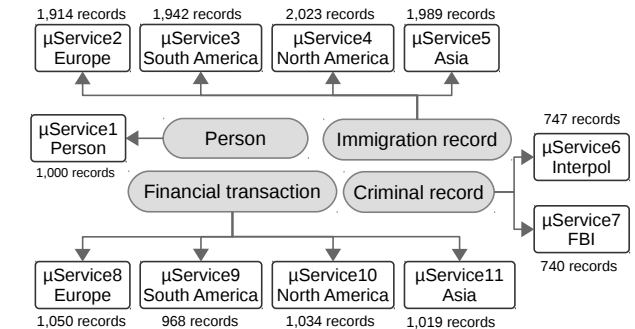 1,914 records
1,942 records
2,023 records
1,989 records
µService2
Europe
µService3
South America
µService4
North America
µService5
Asia
µService1
Person
1,000 records
Person
Immigration record
747 records
µService6
Interpol
Financial transaction
Criminal record
µService7
FBI
740 records
µService8
Europe
µService9
South America
µService10
North America
µService11
Asia
1,050 records
968 records
1,034 records
1,019 records